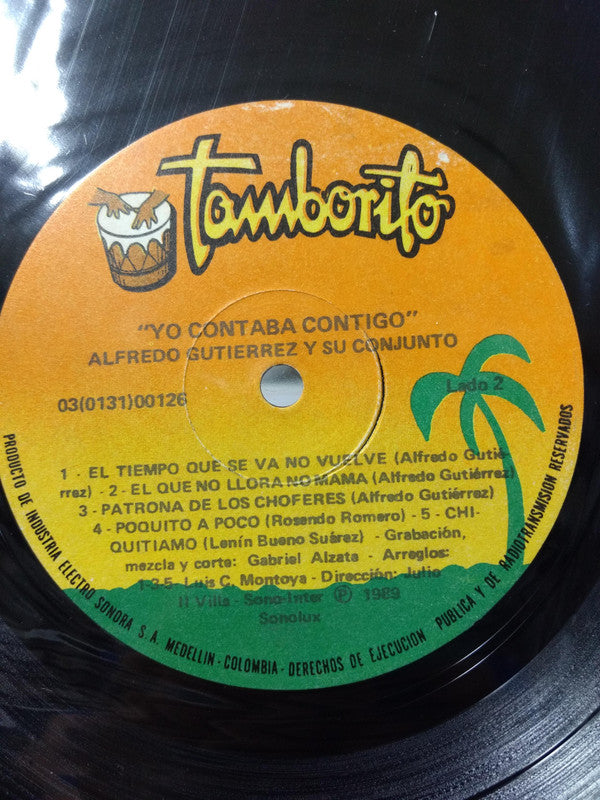 Tamborito
"YO CONTABA CONTIGO"
ALFREDO GUTIERREZ Y SU CONJUNTO
03(0131)00126
Lado 2
1 - EL TIEMPO QUE SE VA NO VUELVE (Alfredo Gutié-
rrez) - 2 - EL QUE NO LLORA NO MAMA (Alfredo Gutiérrez)
3 - PATRONA DE LOS CHOFERES (Alfredo Gutiérrez)
4 - POQUITO A POCO (Rosendo Romero) - 5 - CHI-
QUITIAMO (Lenín Bueno Suárez) - Grabación,
mezcla y corte: Gabriel Alzata - Arreglos:
1-3-5- Luis C. Montoya - Dirección: Julio
II Villa - Sono-Inter Ⓟ 1989
Sonolux
PRODUCTO DE INDUSTRIA ELECTRO SONORA S.A. MEDELLIN - COLOMBIA - DERECHOS DE EJECUCION PUBLICA Y DE RADIOTRANSMISION RESERVADOS